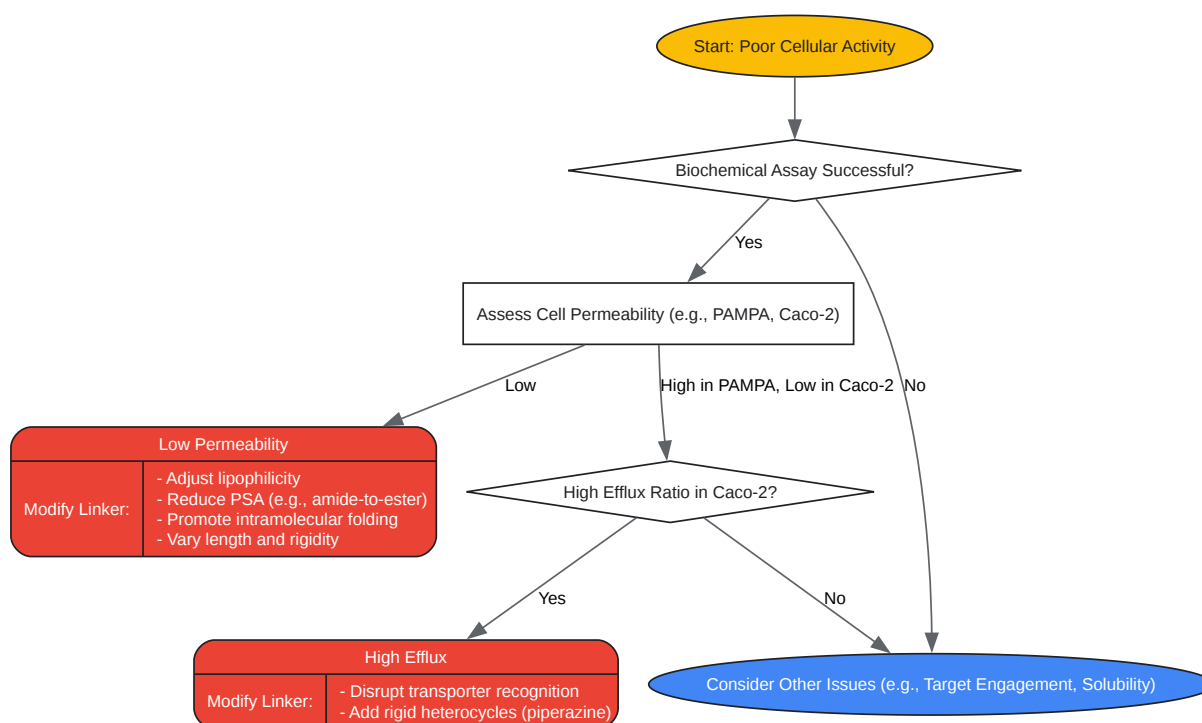 Start: Poor Cellular Activity
Biochemical Assay Successful?
Yes
Assess Cell Permeability (e.g., PAMPA, Caco-2)
Low
High in PAMPA, Low in Caco-2
No
Low Permeability
Modify Linker:
- Adjust lipophilicity
- Reduce PSA (e.g., amide-to-ester)
- Promote intramolecular folding
- Vary length and rigidity
High Efflux Ratio in Caco-2?
Yes
No
High Efflux
Modify Linker:
- Disrupt transporter recognition
- Add rigid heterocycles (piperazine)
Consider Other Issues (e.g., Target Engagement, Solubility)